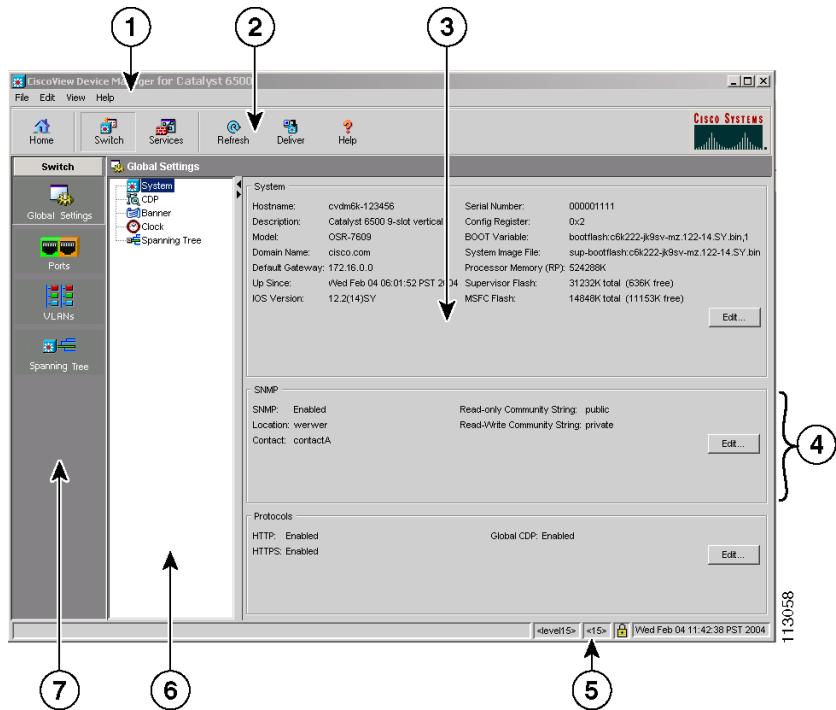 1 2 3
CiscoView Device Manager for Catalyst 6500
File Edit View Help
Home Switch Services Refresh Deliver Help
CISCO SYSTEMS
Switch
Global Settings
Ports
VLANs
Spanning Tree
Global Settings
System
CDP
Banner
Clock
Spanning Tree
System
Hostname: cvdm6k-123456 Serial Number: 000001111
Description: Catalyst 6500 9-slot vertical Config Register: 0x2
Model: OSR-7609 BOOT Variable: bootflash:c6k222-jk9sv-mz.122-14.SY.bin,1
Domain Name: cisco.com System Image File: sup-bootflash:c6k222-jk9sv-mz.122-14.SY.bin
Default Gateway: 172.16.0.0 Processor Memory (RP): 524288K
Up Since: Wed Feb 04 06:01:52 PST 2004 Supervisor Flash: 31232K total (636K free)
IOS Version: 12.2(14)SY MSFC Flash: 14848K total (11153K free)
Edit...
SNMP
SNMP: Enabled Read-only Community String: public
Location: werwer Read-Write Community String: private
Contact: contactA
Edit...
4
Protocols
HTTP: Enabled Global CDP: Enabled
HTTPS: Enabled
Edit...
<level15> <15> Wed Feb 04 11:42:38 PST 2004
113058
7 6 5